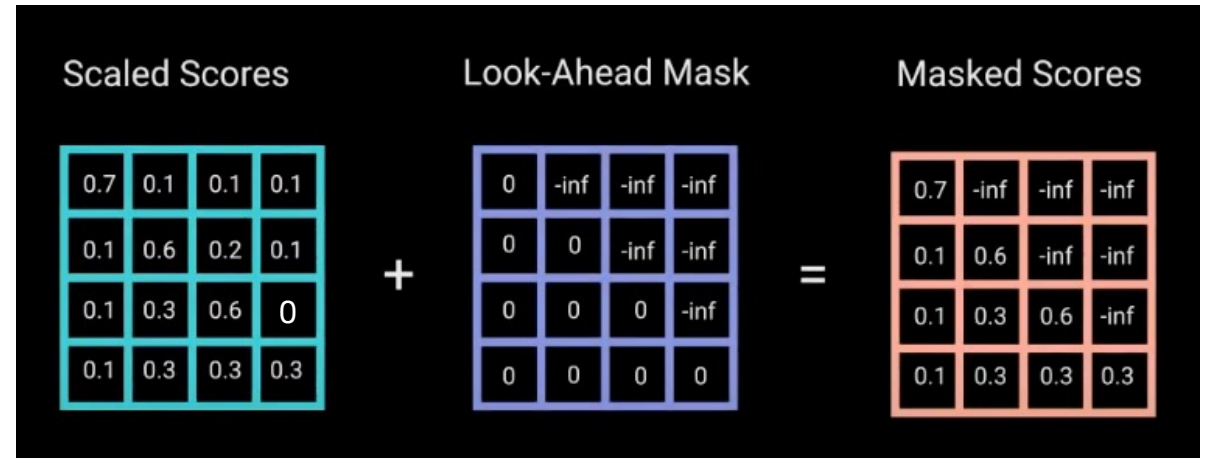 Scaled Scores Look-Ahead Mask Masked Scores
0.7 0.1 0.1 0.1 0 -inf -inf -inf 0.7 -inf -inf -inf
0.1 0.6 0.2 0.1 0 0 -inf -inf 0.1 0.6 -inf -inf
+ =
0.1 0.3 0.6 0 0 0 0 -inf 0.1 0.3 0.6 -inf
0.1 0.3 0.3 0.3 0 0 0 0 0.1 0.3 0.3 0.3